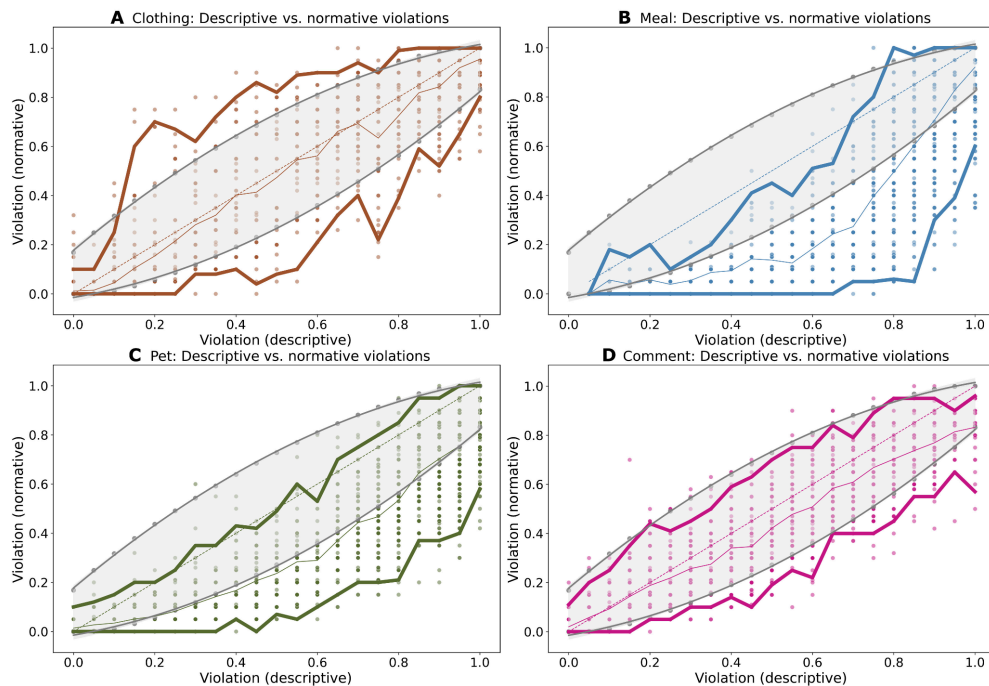 A Clothing: Descriptive vs. normative violations
1.0
0.8
0.6
0.4
0.2
0.0
Violation (normative)
0.0 0.2 0.4 0.6 0.8 1.0
Violation (descriptive)
B Meal: Descriptive vs. normative violations
1.0
0.8
0.6
0.4
0.2
0.0
Violation (normative)
0.0 0.2 0.4 0.6 0.8 1.0
Violation (descriptive)
C Pet: Descriptive vs. normative violations
1.0
0.8
0.6
0.4
0.2
0.0
Violation (normative)
0.0 0.2 0.4 0.6 0.8 1.0
Violation (descriptive)
D Comment: Descriptive vs. normative violations
1.0
0.8
0.6
0.4
0.2
0.0
Violation (normative)
0.0 0.2 0.4 0.6 0.8 1.0
Violation (descriptive)